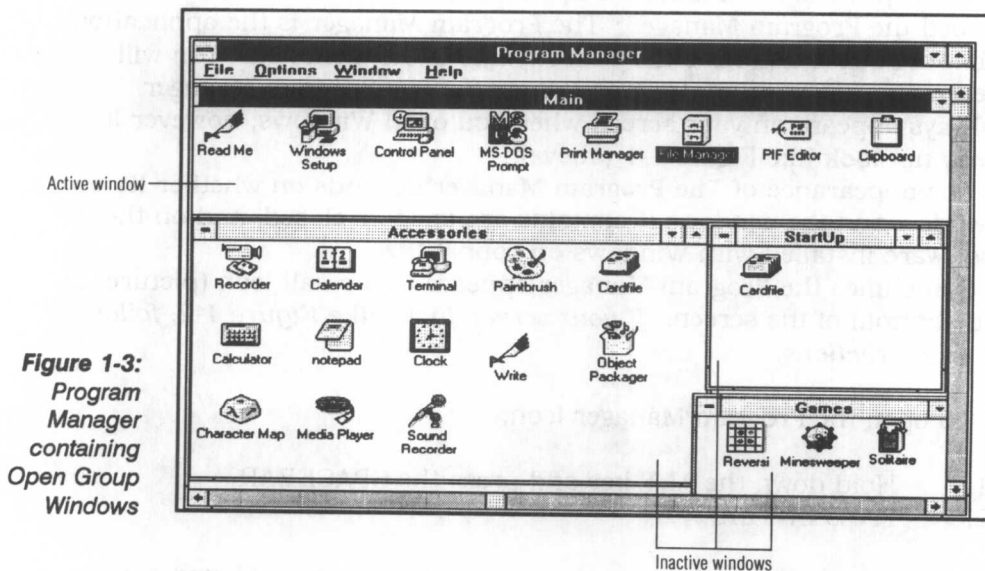 Program Manager
File Options Window Help
Main
Read Me
Windows
Setup
Control Panel
MS-DOS
Prompt
Print Manager
File Manager
PIF Editor
Clipboard
Active window
Accessories
StartUp
Recorder
Calendar
Terminal
Paintbrush
Cardfile
Cardfile
Calculator
notepad
Clock
Write
Object
Packager
Character Map
Media Player
Sound
Recorder
Games
Reversi
Minesweeper
Solitaire
Figure 1-3:
Program
Manager
containing
Open Group
Windows
Inactive windows